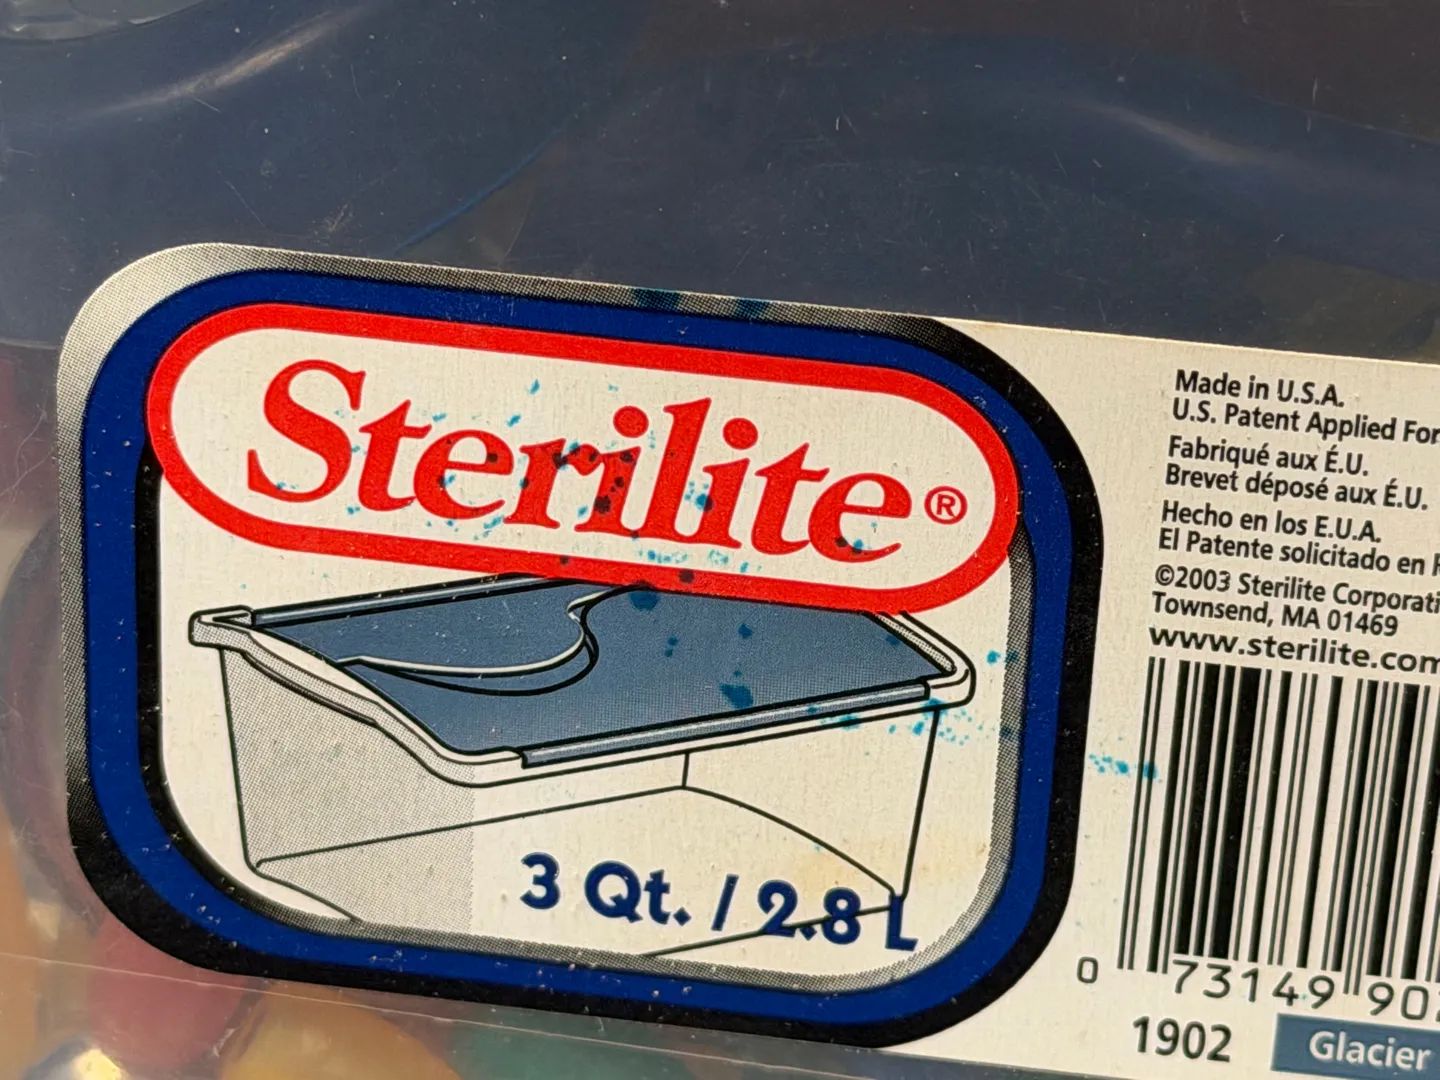 Sterilite®
3 Qt. / 2.8 L
Made in U.S.A.
U.S. Patent Applied For
Fabriqué aux É.U.
Brevet déposé aux É.U.
Hecho en los E.U.A.
El Patente solicitado en
©2003 Sterilite
Townsend, MA 01469
www.sterilite.com
0 73149 90
1902
Glacier